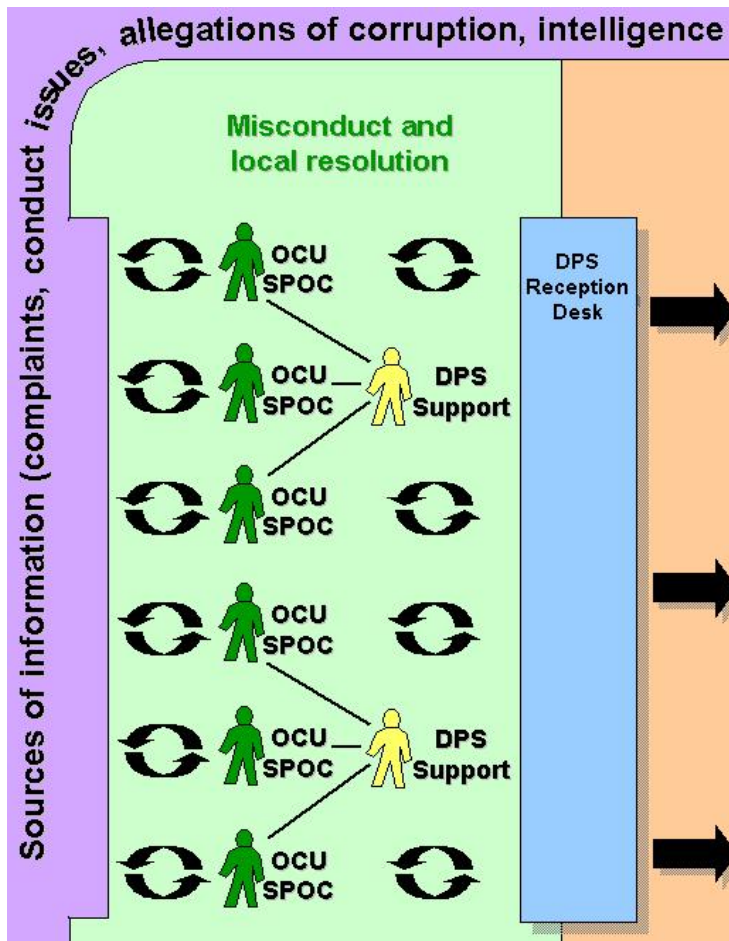 Sources of information (complaints, conduct issues, allegations of corruption, intelligence
Misconduct and
local resolution
OCU
SPOC
DPS
Reception
Desk
OCU
SPOC
DPS
Support
OCU
SPOC
OCU
SPOC
OCU
SPOC
DPS
Support
OCU
SPOC